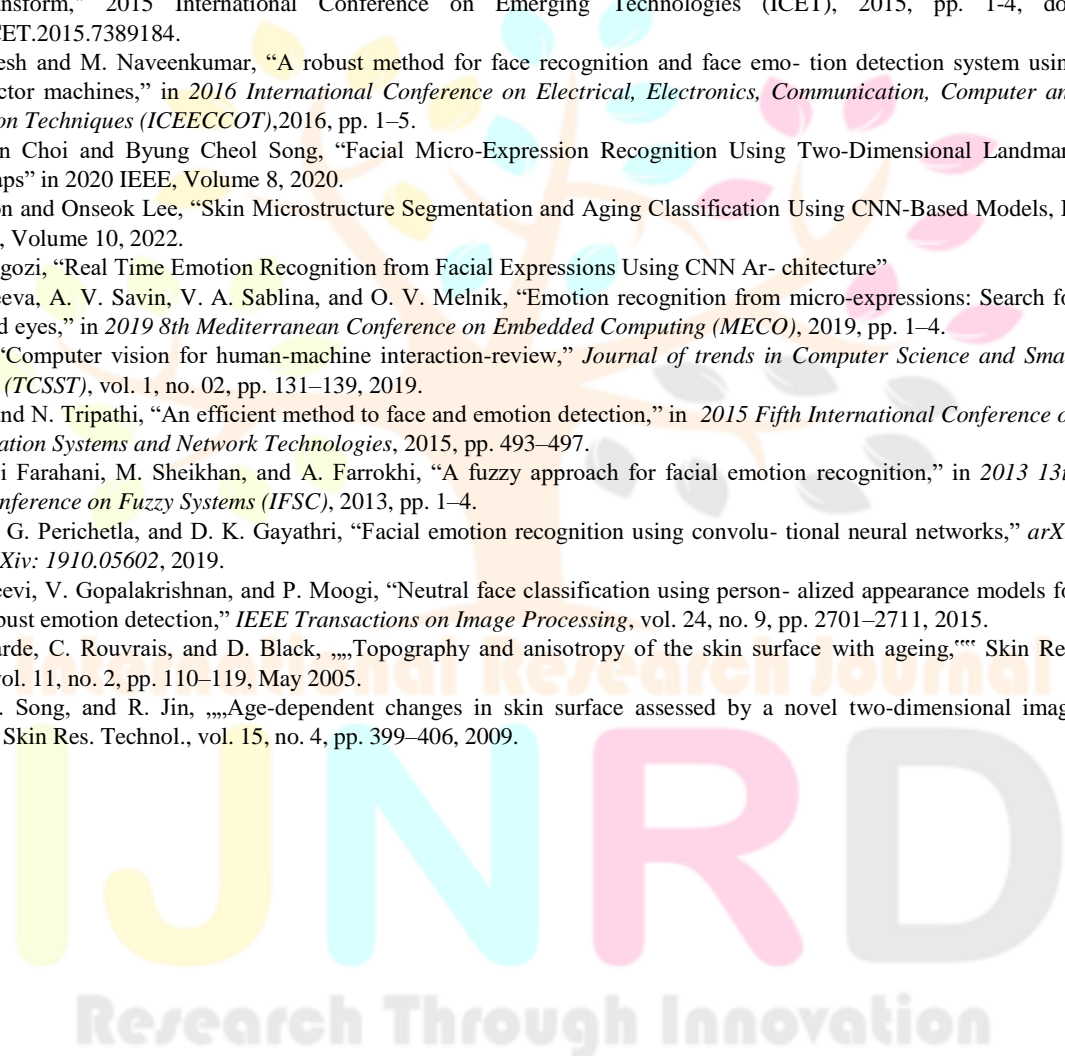 ansform," 2015 International Conference on Emerging Technologies (ICET), 2015, pp. 1-4, do
CET.2015.7389184.
esh and M. Naveenkumar, “A robust method for face recognition and face emo- tion detection system usin
ctor machines,” in 2016 International Conference on Electrical, Electronics, Communication, Computer an
on Techniques (ICEECCOT),2016, pp. 1–5.
n Choi and Byung Cheol Song, “Facial Micro-Expression Recognition Using Two-Dimensional Landmar
aps” in 2020 IEEE, Volume 8, 2020.
on and Onseok Lee, “Skin Microstructure Segmentation and Aging Classification Using CNN-Based Models, I
, Volume 10, 2022.
gozi, “Real Time Emotion Recognition from Facial Expressions Using CNN Ar- chitecture”
eeva, A. V. Savin, V. A. Sablina, and O. V. Melnik, “Emotion recognition from micro-expressions: Search fo
d eyes,” in 2019 8th Mediterranean Conference on Embedded Computing (MECO), 2019, pp. 1–4.
“Computer vision for human-machine interaction-review,” Journal of trends in Computer Science and Sma
(TCSST), vol. 1, no. 02, pp. 131–139, 2019.
and N. Tripathi, “An efficient method to face and emotion detection,” in 2015 Fifth International Conference o
ation Systems and Network Technologies, 2015, pp. 493–497.
i Farahani, M. Sheikhan, and A. Farrokhi, “A fuzzy approach for facial emotion recognition,” in 2013 13t
nference on Fuzzy Systems (IFSC), 2013, pp. 1–4.
G. Perichetla, and D. K. Gayathri, “Facial emotion recognition using convolu- tional neural networks,” arX
Xiv: 1910.05602, 2019.
eevi, V. Gopalakrishnan, and P. Moogi, “Neutral face classification using person- alized appearance models fo
bust emotion detection,” IEEE Transactions on Image Processing, vol. 24, no. 9, pp. 2701–2711, 2015.
arde, C. Rouvrais, and D. Black, „„Topography and anisotropy of the skin surface with ageing,‟‟ Skin Re
vol. 11, no. 2, pp. 110–119, May 2005.
International Research Journal
. Song, and R. Jin, „„Age-dependent changes in skin surface assessed by a novel two-dimensional imag
Skin Res. Technol., vol. 15, no. 4, pp. 399–406, 2009.
IJNRD
Research Through Innovation